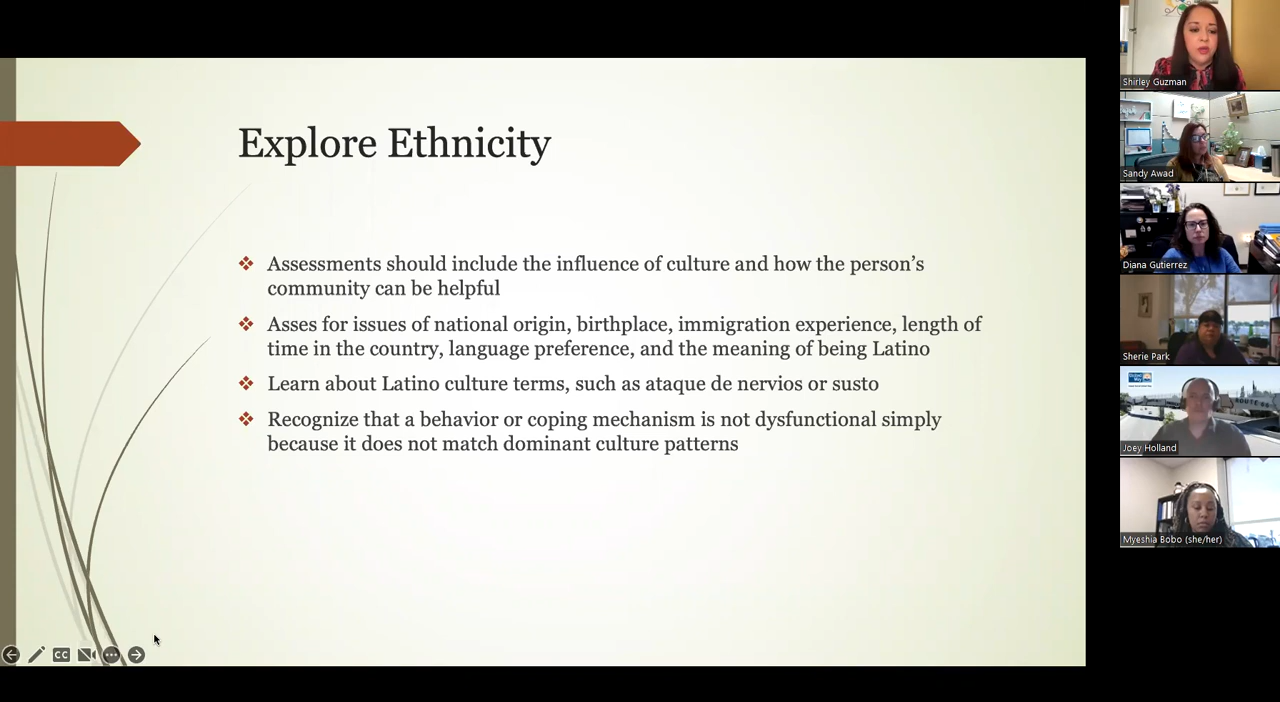 Explore Ethnicity
Assessments should include the influence of culture and how the person's
community can be helpful
Asses for issues of national origin, birthplace, immigration experience, length of
time in the country, language preference, and the meaning of being Latino
Learn about Latino culture terms, such as ataque de nervios or susto
Recognize that a behavior or coping mechanism is not dysfunctional simply
because it does not match dominant culture patterns
CC
Shirley Guzman
Sandy Awad
Diana Gutierrez
Sherie Park
Joey Holland
Myeshia Bobo (she/her)